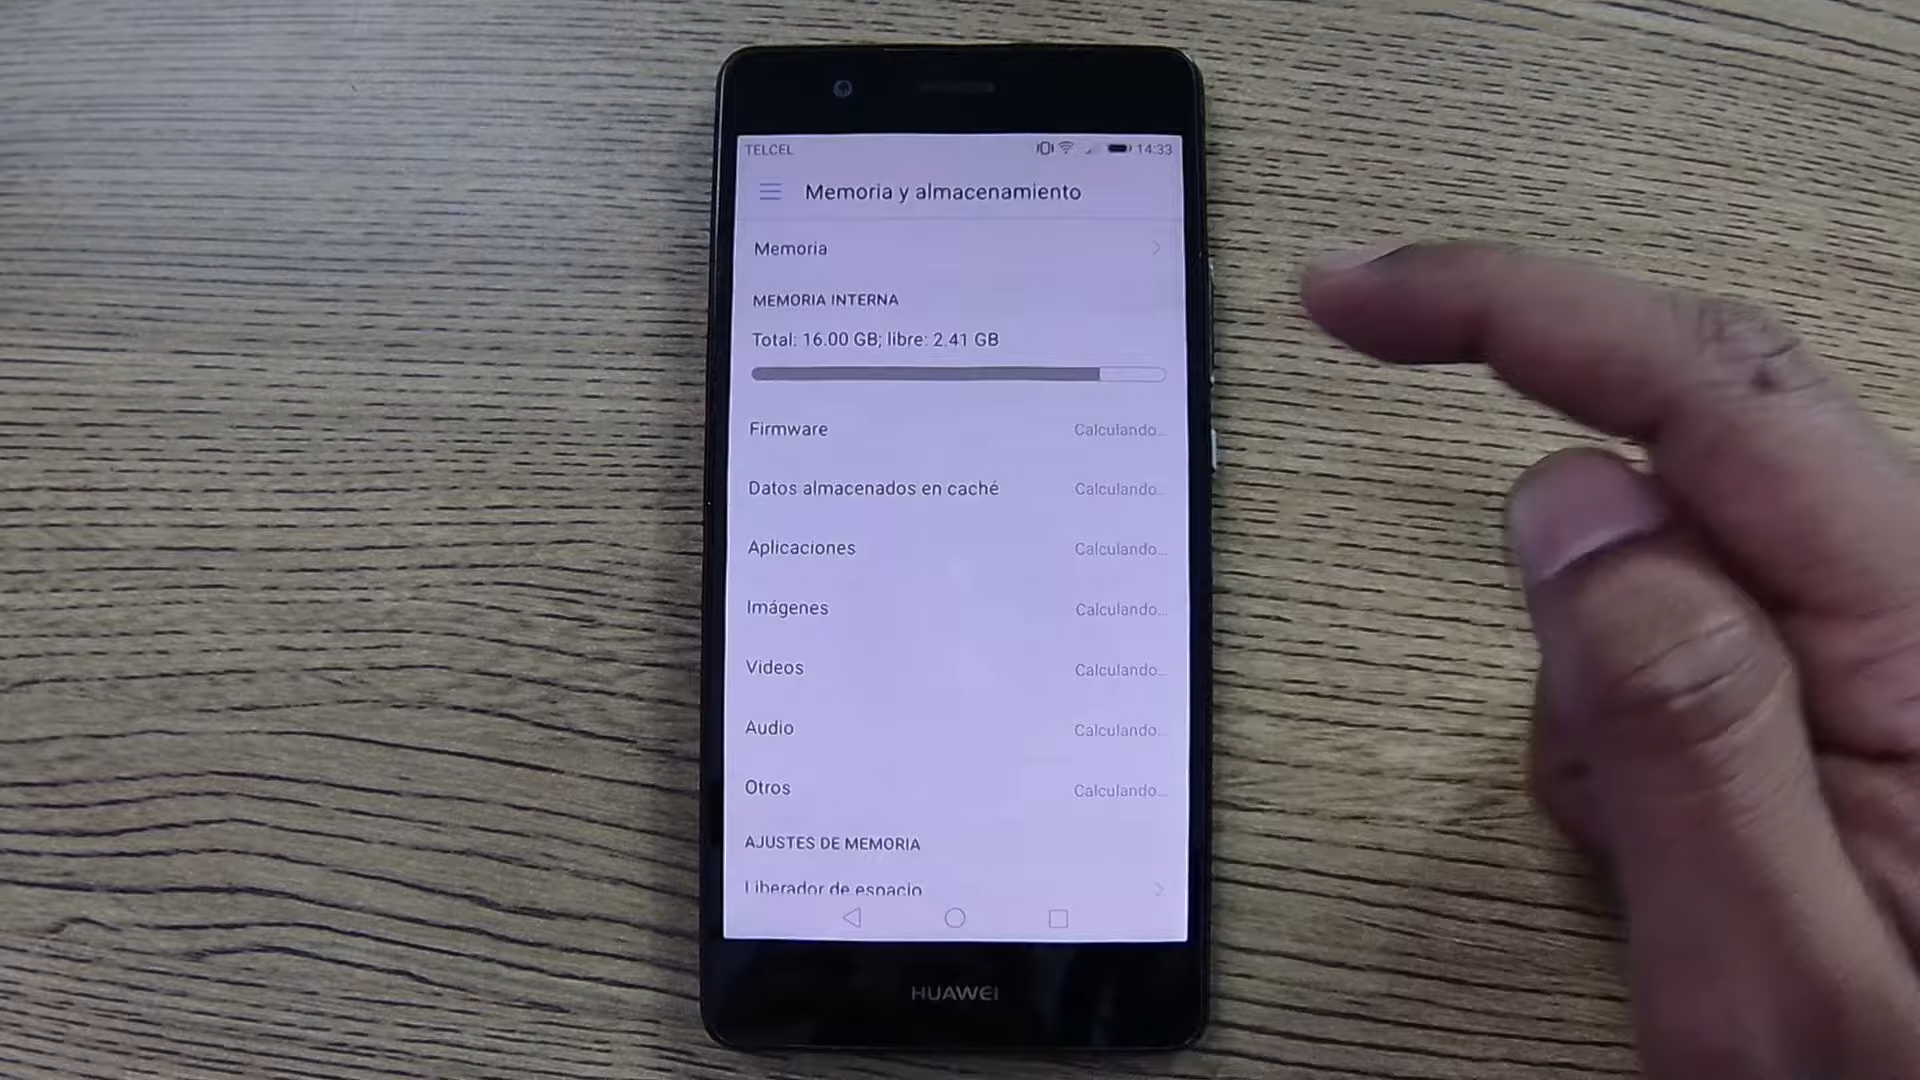 TELCEL 14:33
Memoria y almacenamiento
Memoria
MEMORIA INTERNA
Total: 16.00 GB; libre: 2.41 GB
Firmware Calculando...
Datos almacenados en caché Calculando...
Aplicaciones Calculando...
Imágenes Calculando...
Videos Calculando...
Audio Calculando...
Otros Calculando...
AJUSTES DE MEMORIA
Liberador de espacio
HUAWEI